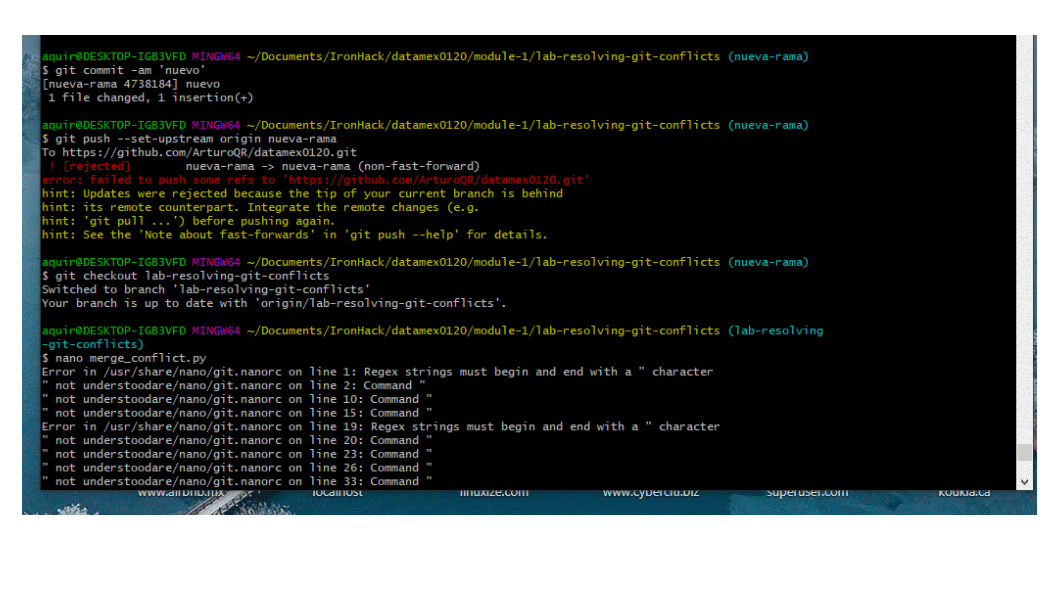 aquir@DESKTOP-IGB3VFD MINGW64 ~/Documents/IronHack/datamex0120/module-1/lab-resolving-git-conflicts (nueva-rama)
$ git commit -am 'nuevo'
[nueva-rama 4738184] nuevo
 1 file changed, 1 insertion(+)
aquir@DESKTOP-IGB3VFD MINGW64 ~/Documents/IronHack/datamex0120/module-1/lab-resolving-git-conflicts (nueva-rama)
$ git push --set-upstream origin nueva-rama
To https://github.com/ArturoQR/datamex0120.git
 ! [rejected]        nueva-rama -> nueva-rama (non-fast-forward)
error: failed to push some refs to 'https://github.com/ArturoQR/datamex0120.git'
hint: Updates were rejected because the tip of your current branch is behind
hint: its remote counterpart. Integrate the remote changes (e.g.
hint: 'git pull ...') before pushing again.
hint: See the 'Note about fast-forwards' in 'git push --help' for details.
aquir@DESKTOP-IGB3VFD MINGW64 ~/Documents/IronHack/datamex0120/module-1/lab-resolving-git-conflicts (nueva-rama)
$ git checkout lab-resolving-git-conflicts
Switched to branch 'lab-resolving-git-conflicts'
Your branch is up to date with 'origin/lab-resolving-git-conflicts'.
aquir@DESKTOP-IGB3VFD MINGW64 ~/Documents/IronHack/datamex0120/module-1/lab-resolving-git-conflicts (lab-resolving
-git-conflicts)
$ nano merge_conflict.py
Error in /usr/share/nano/git.nanorc on line 1: Regex strings must begin and end with a " character
" not understoodare/nano/git.nanorc on line 2: Command "
" not understoodare/nano/git.nanorc on line 10: Command "
" not understoodare/nano/git.nanorc on line 15: Command "
Error in /usr/share/nano/git.nanorc on line 19: Regex strings must begin and end with a " character
" not understoodare/nano/git.nanorc on line 20: Command "
" not understoodare/nano/git.nanorc on line 23: Command "
" not understoodare/nano/git.nanorc on line 26: Command "
" not understoodare/nano/git.nanorc on line 33: Command "
www.airbnb.mx localhost linuxize.com www.cyberciti.biz superuser.com koukia.ca